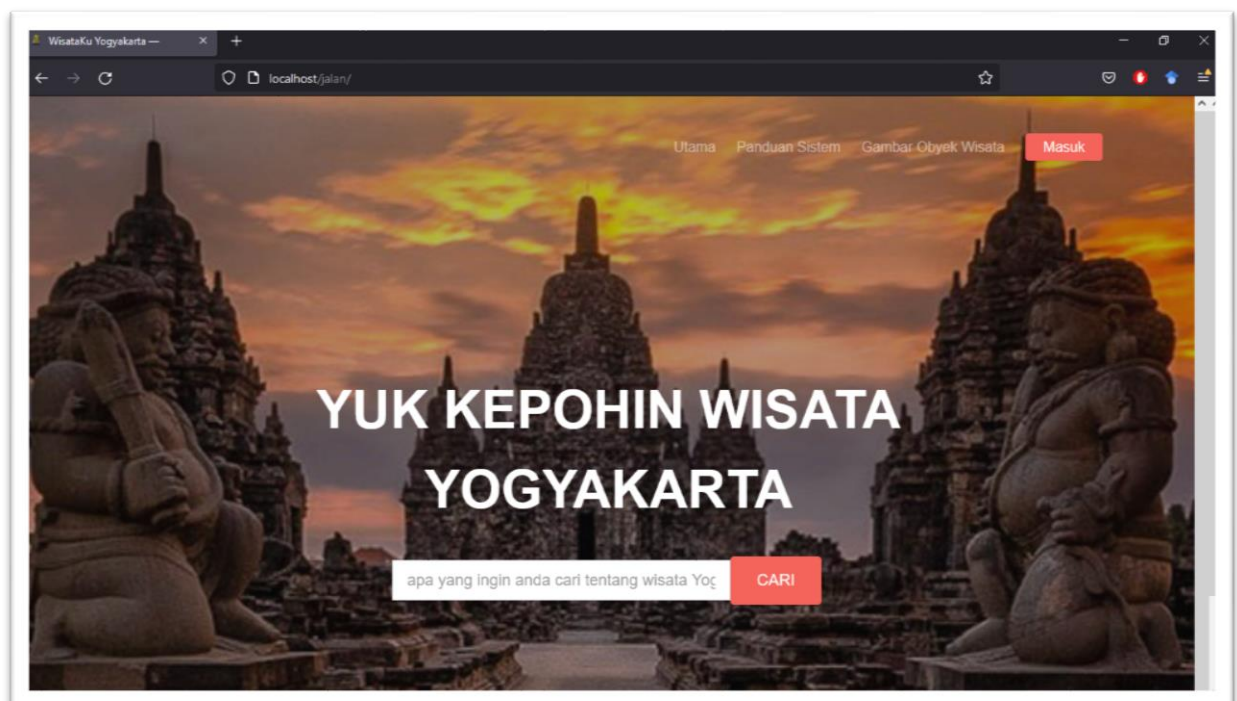 WisataKu Yogyakarta —
localhost/jalan/
Utama Panduan Sistem Gambar Obyek Wisata Masuk
YUK KEPOHIN WISATA
YOGYAKARTA
apa yang ingin anda cari tentang wisata Yog
CARI